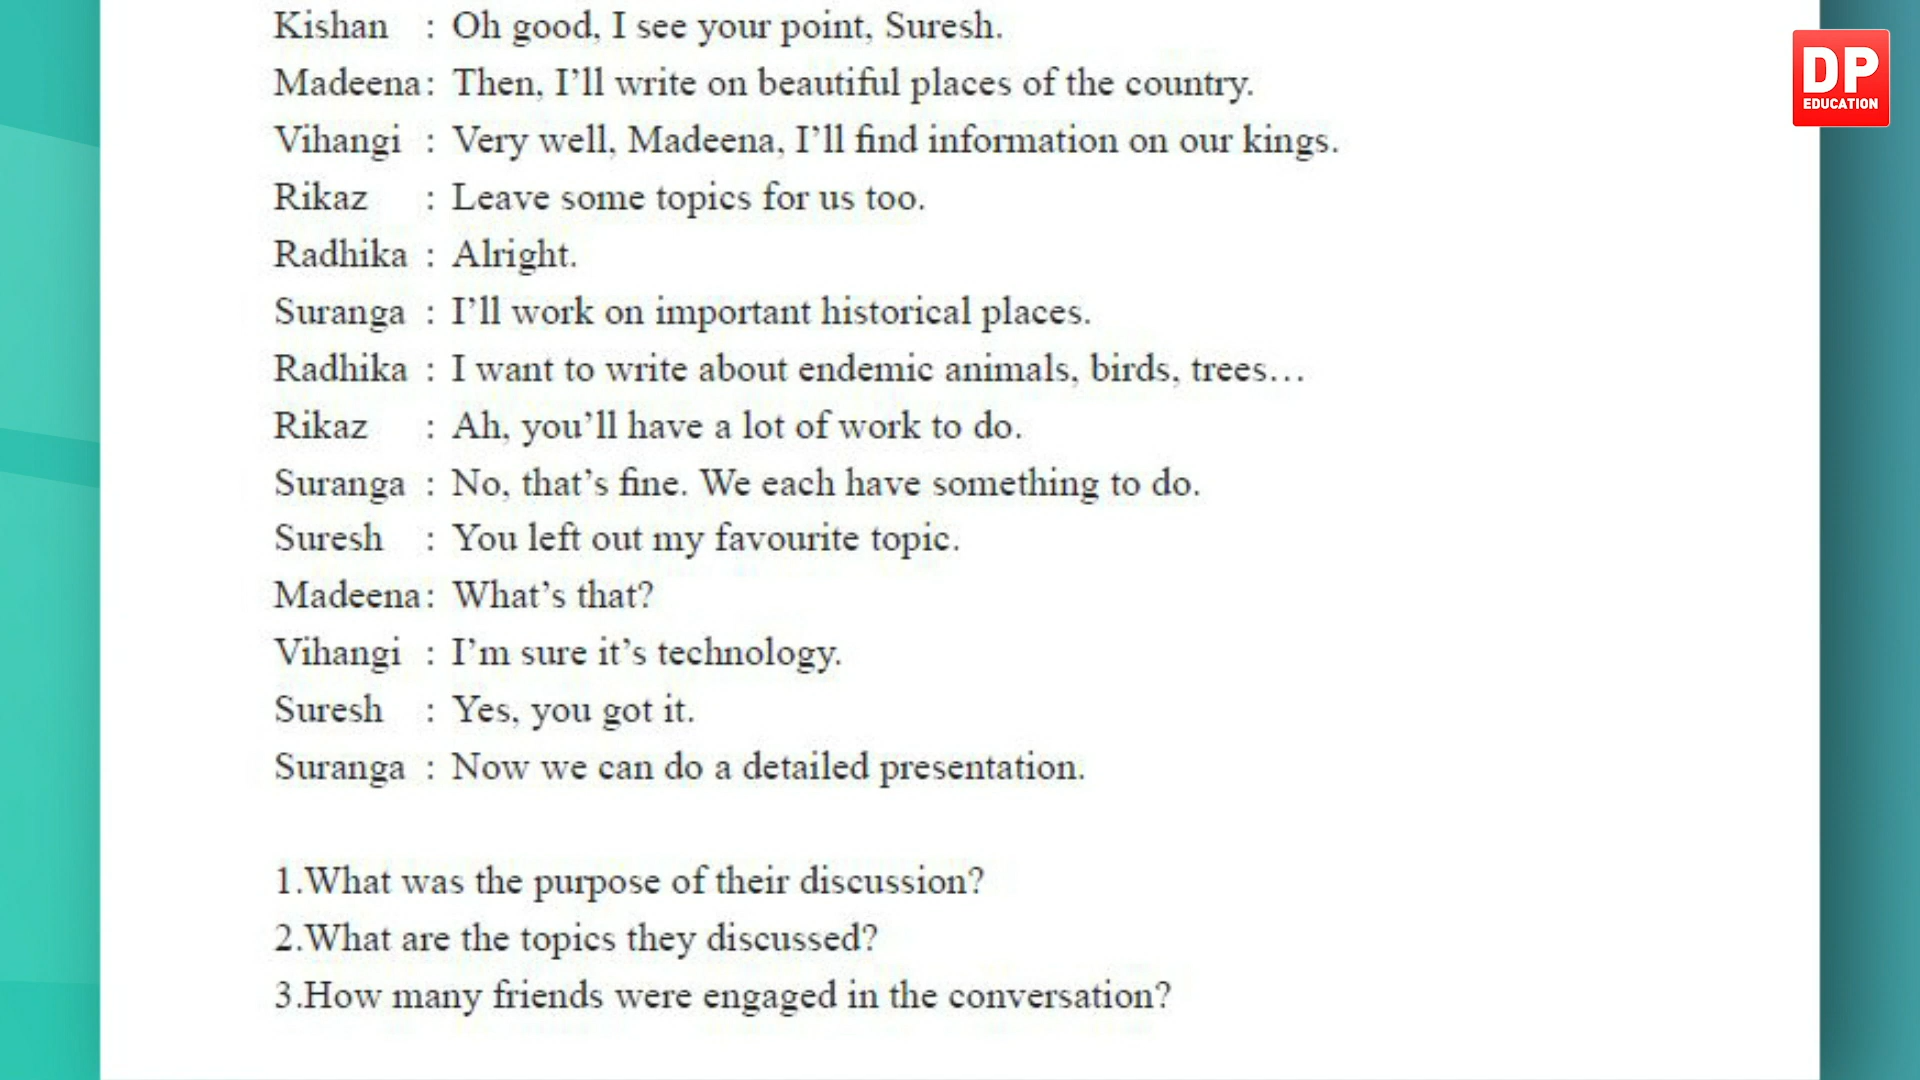 Kishan : Oh good, I see your point, Suresh.
Madeena : Then, I’ll write on beautiful places of the country.
Vihangi : Very well, Madeena, I’ll find information on our kings.
Rikaz : Leave some topics for us too.
Radhika : Alright.
Suranga : I’ll work on important historical places.
Radhika : I want to write about endemic animals, birds, trees…
Rikaz : Ah, you’ll have a lot of work to do.
Suranga : No, that’s fine. We each have something to do.
Suresh : You left out my favourite topic.
Madeena : What’s that?
Vihangi : I’m sure it’s technology.
Suresh : Yes, you got it.
Suranga : Now we can do a detailed presentation.
1.What was the purpose of their discussion?
2.What are the topics they discussed?
3.How many friends were engaged in the conversation?
DP
EDUCATION